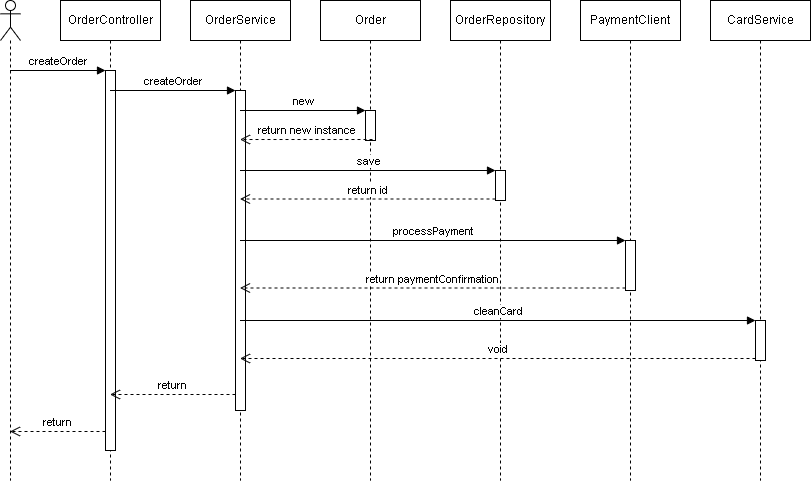 OrderController
OrderService
Order
OrderRepository
PaymentClient
CardService
createOrder
createOrder
new
return new instance
save
return id
processPayment
return paymentConfirmation
cleanCard
void
return
return